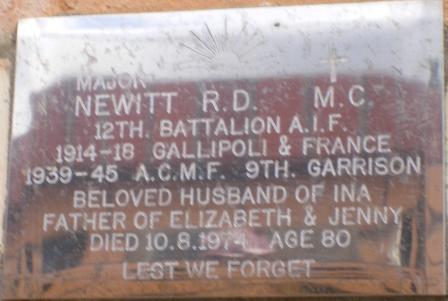 MAJOR
NEWITT R.D. M.C.
12TH. BATTALION A.I.F.
1914-18 GALLIPOLI & FRANCE
1939-45 A.C.M.F. 9TH. GARRISON
BELOVED HUSBAND OF INA
FATHER OF ELIZABETH & JENNY
DIED 10.8.1974 AGE 80
LEST WE FORGET